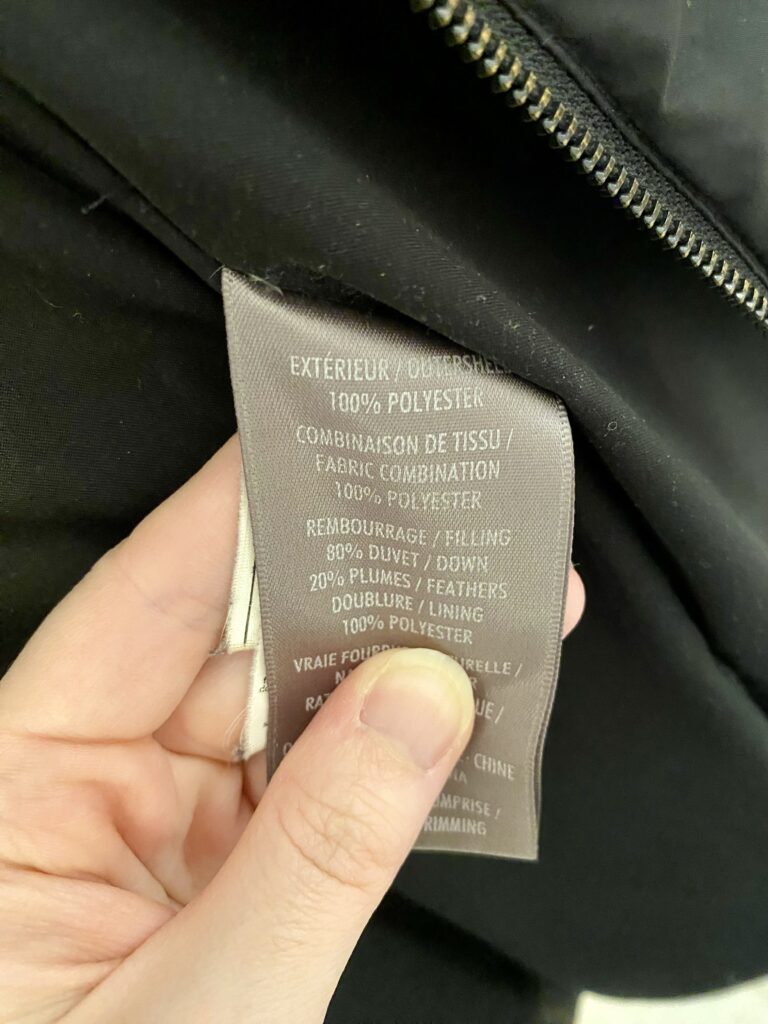 EXTÉRIEUR / OUTERSHELL
100% POLYESTER
COMBINAISON DE TISSU /
FABRIC COMBINATION
100% POLYESTER
REMBOURRAGE / FILLING
80% DUVET / DOWN
20% PLUMES / FEATHERS
DOUBLURE / LINING
100% POLYESTER
VRAIE
CHINE